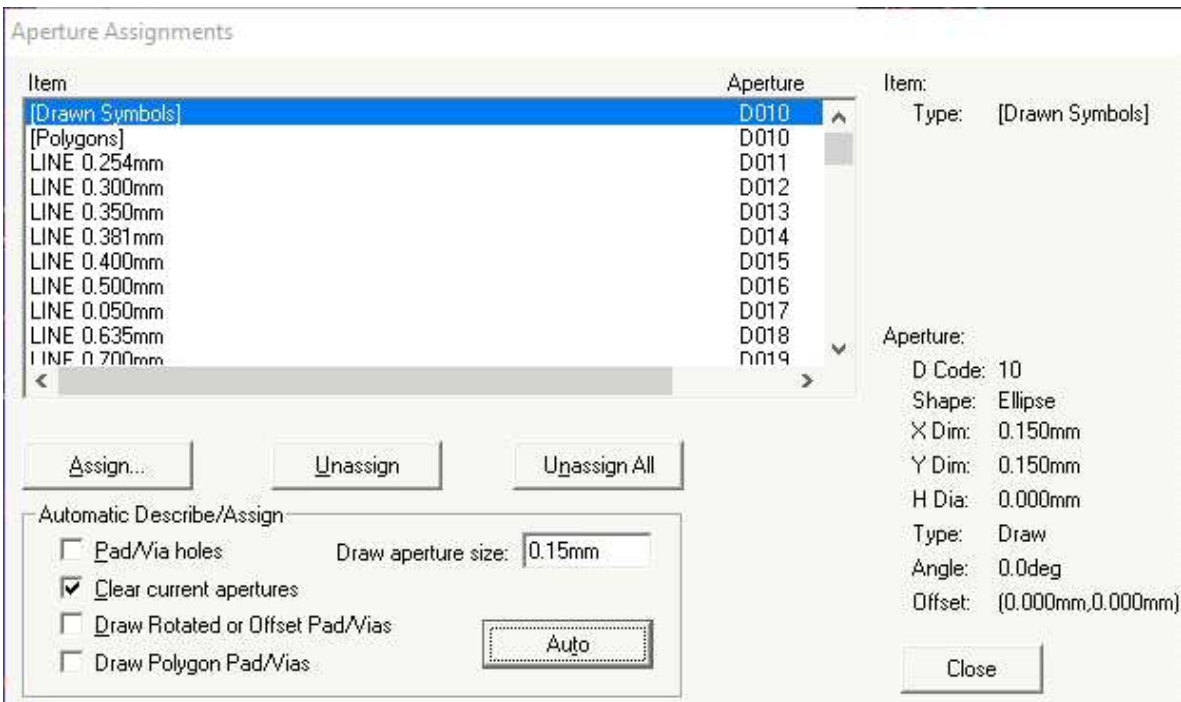 Aperture Assignments
Item Aperture
[Drawn Symbols] D010
[Polygons] D010
LINE 0.254mm D011
LINE 0.300mm D012
LINE 0.350mm D013
LINE 0.381mm D014
LINE 0.400mm D015
LINE 0.500mm D016
LINE 0.050mm D017
LINE 0.635mm D018
LINE 0.700mm D019
Assign...
Unassign
Unassign All
Automatic Describe/Assign
Pad/Via holes
Draw aperture size: 0.15mm
Clear current apertures
Draw Rotated or Offset Pad/Vias
Draw Polygon Pad/Vias
Auto
Item:
Type: [Drawn Symbols]
Aperture:
D Code: 10
Shape: Ellipse
X Dim: 0.150mm
Y Dim: 0.150mm
H Dia: 0.000mm
Type: Draw
Angle: 0.0deg
Offset: (0.000mm,0.000mm)
Close